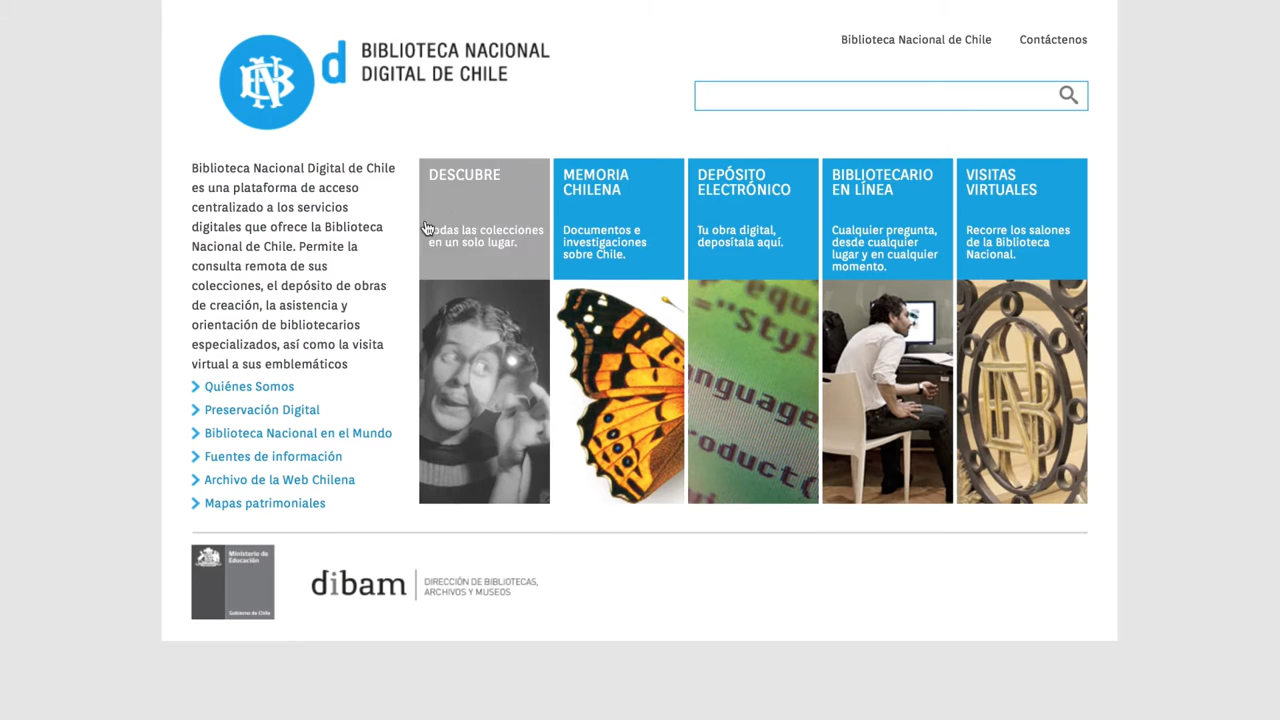 BIBLIOTECA NACIONAL
DIGITAL DE CHILE
d
Biblioteca Nacional de Chile
Contáctenos
Biblioteca Nacional Digital de Chile
es una plataforma de acceso
centralizado a los servicios
digitales que ofrece la Biblioteca
Nacional de Chile. Permite la
consulta remota de sus
colecciones, el depósito de obras
de creación, la asistencia y
orientación de bibliotecarios
especializados, así como la visita
virtual a sus emblemáticos
Quiénes Somos
Preservación Digital
Biblioteca Nacional en el Mundo
Fuentes de información
Archivo de la Web Chilena
Mapas patrimoniales
DESCUBRE
Todas las colecciones
en un solo lugar.
MEMORIA
CHILENA
Documentos e
investigaciones
sobre Chile.
DEPÓSITO
ELECTRÓNICO
Tu obra digital,
deposítala aquí.
equ
="styl
nguage
roduct(
BIBLIOTECARIO
EN LÍNEA
Cualquier pregunta,
desde cualquier
lugar y en cualquier
momento.
VISITAS
VIRTUALES
Recorre los salones
de la Biblioteca
Nacional.
Ministerio de
Educación
Gobierno de Chile
dibam
DIRECCIÓN DE BIBLIOTECAS,
ARCHIVOS Y MUSEOS